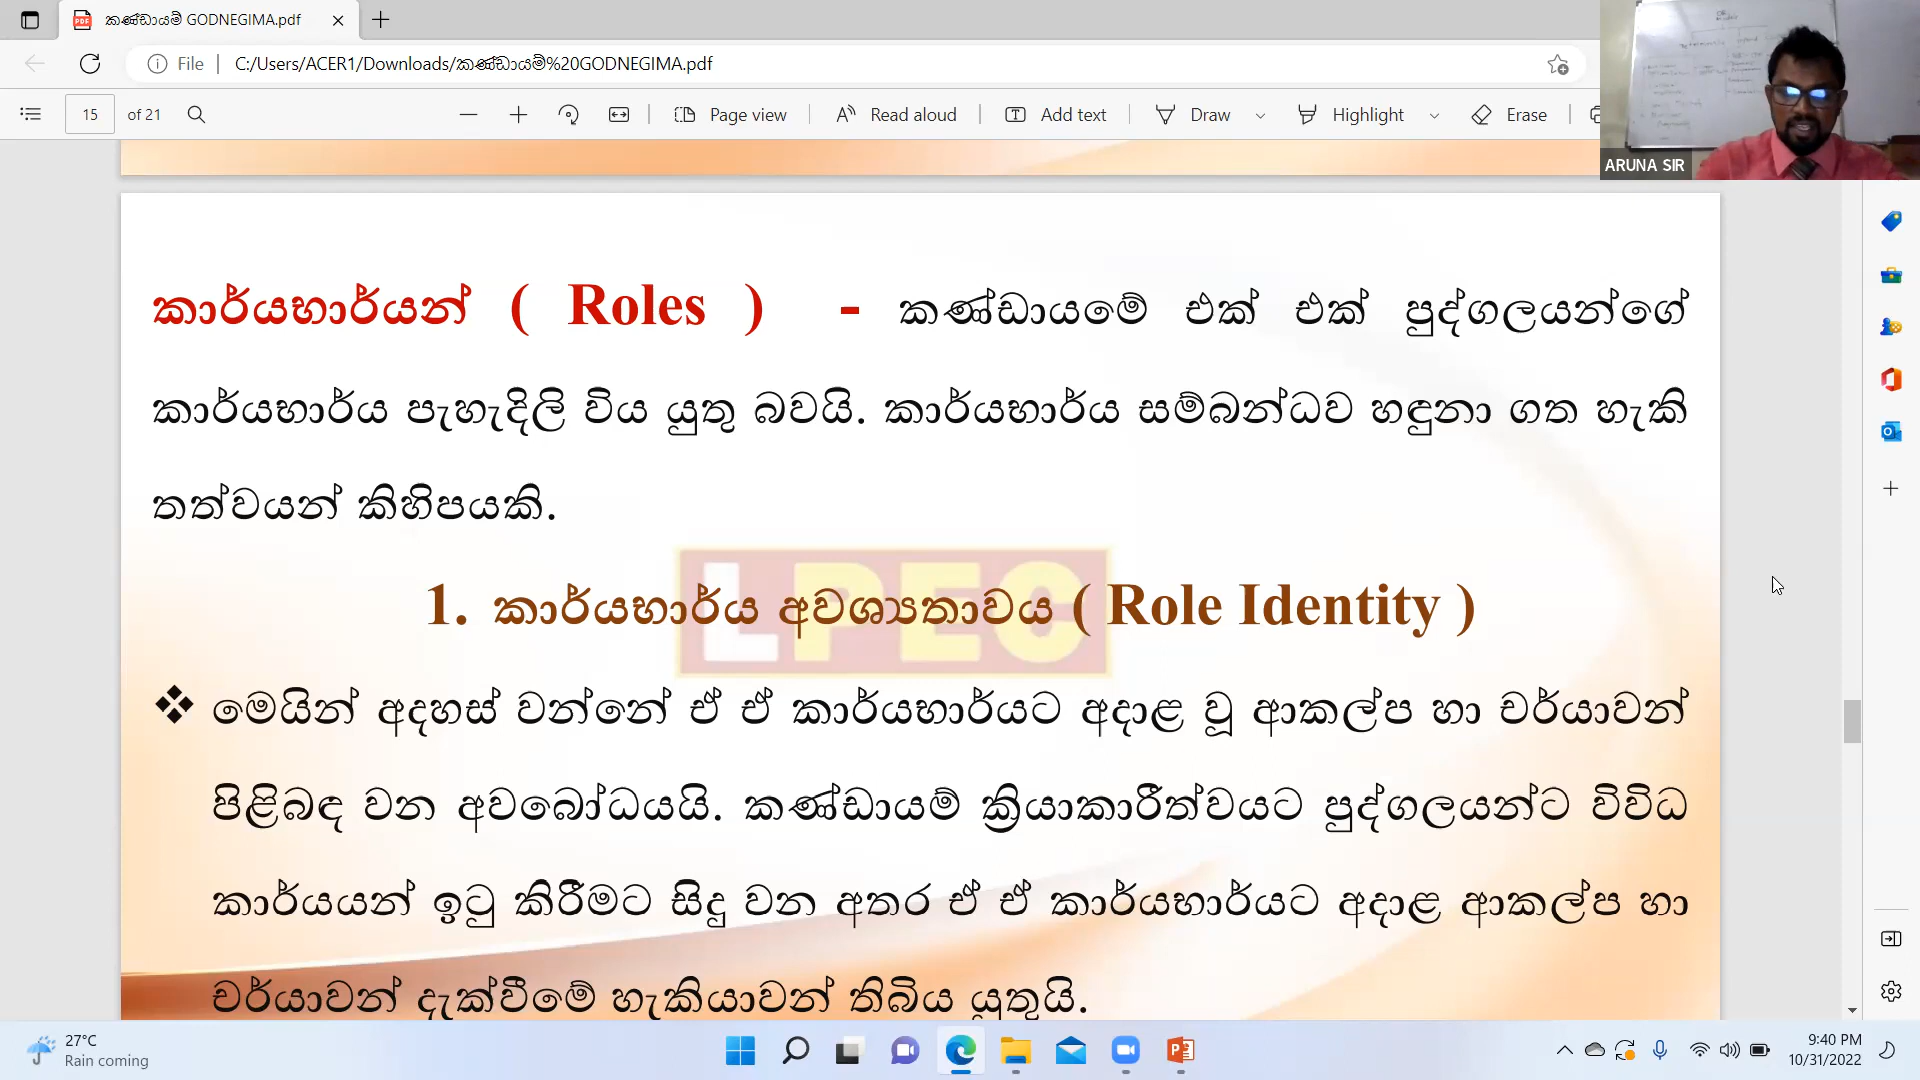 කණ්ඩායම් GODNEGIMA.pdf
File
C:/Users/ACER1/Downloads/කණ්ඩායම්%20GODNEGIMA.pdf
15 of 21
Page view
Read aloud
Add text
Draw
Highlight
Erase
ARUNA SIR
කාර්යභාර්යන් ( Roles ) - කණ්ඩායමේ එක් එක් පුද්ගලයන්ගේ
කාර්යභාර්ය පැහැදිලි විය යුතු බවයි. කාර්යභාර්ය සම්බන්ධව හඳුනා ගත හැකි
තත්වයන් කිහිපයකි.
LPEC
1. කාර්යභාර්ය අවශ්‍යතාවය ( Role Identity )
❖ මෙයින් අදහස් වන්නේ ඒ ඒ කාර්යභාර්යට අදාළ වූ ආකල්ප හා චර්යාවන්
පිළිබඳ වන අවබෝධයයි. කණ්ඩායම් ක්‍රියාකාරීත්වයට පුද්ගලයන්ට විවිධ
කාර්යයන් ඉටු කිරීමට සිදු වන අතර ඒ ඒ කාර්යභාර්යට අදාළ ආකල්ප හා
චර්යාවන් දැක්වීමේ හැකියාවන් තිබිය යුතුයි.
27°C
Rain coming
9:40 PM
10/31/2022